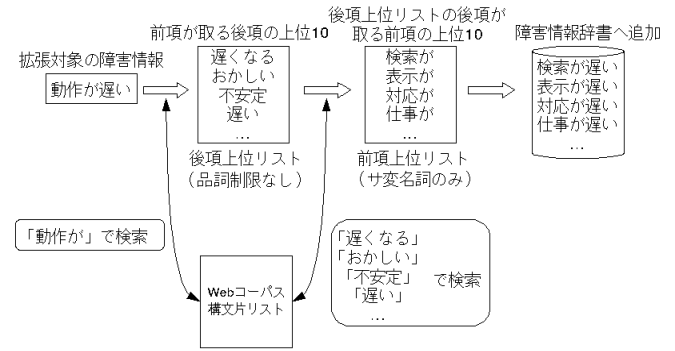 拡張対象の障害情報
動作が遅い
前項が取る後項の上位10
遅くなる
おかしい
不安定
遅い
…
後項上位リスト
（品詞制限なし）
後項上位リストの後項が
取る前項の上位10
検索が
表示が
対応が
仕事が
…
前項上位リスト
（サ変名詞のみ）
障害情報辞書へ追加
検索が遅い
表示が遅い
対応が遅い
仕事が遅い
…
「動作が」で検索
Webコーパス
構文片リスト
「遅くなる」
「おかしい」
「不安定」 で検索
「遅い」
…